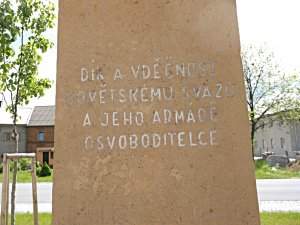 DÍK A VDĚČNOST
SOVĚTSKÉMU SVAZU
A JEHO ARMÁDĚ
OSVOBODITELCE